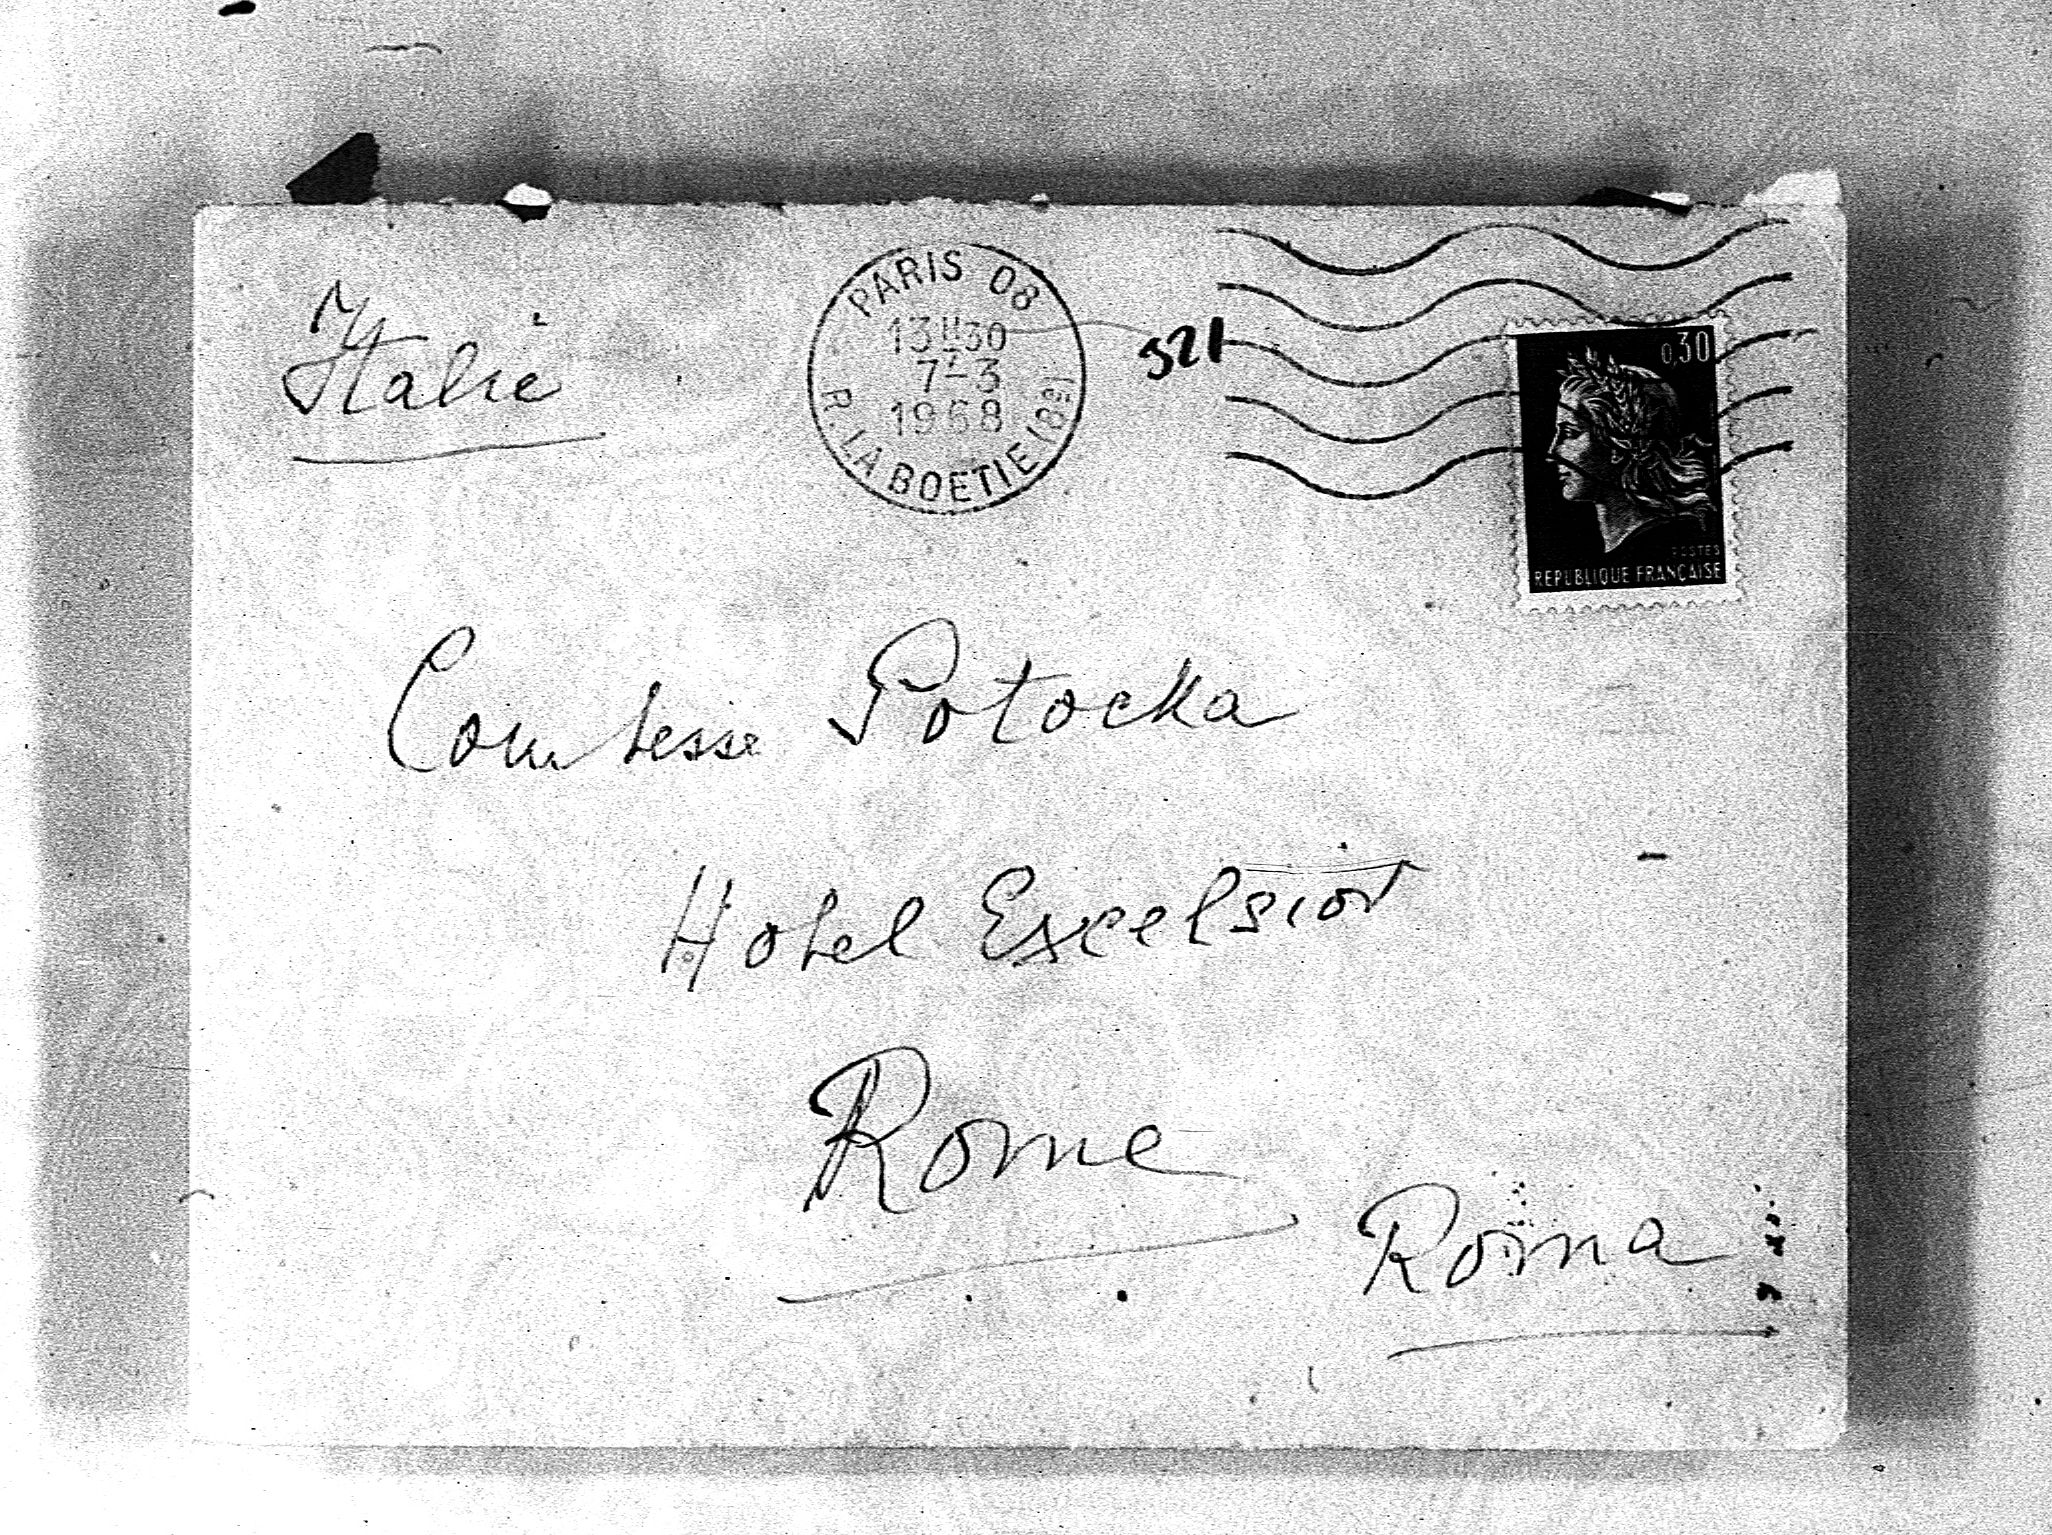 Italie
PARIS 08
13H30
7-3
1968
R. LA BOETIE (8e)
521
0,30
POSTES
REPUBLIQUE FRANÇAISE
Comtesse Potocka
Hotel Excelsior
Rome
Roma